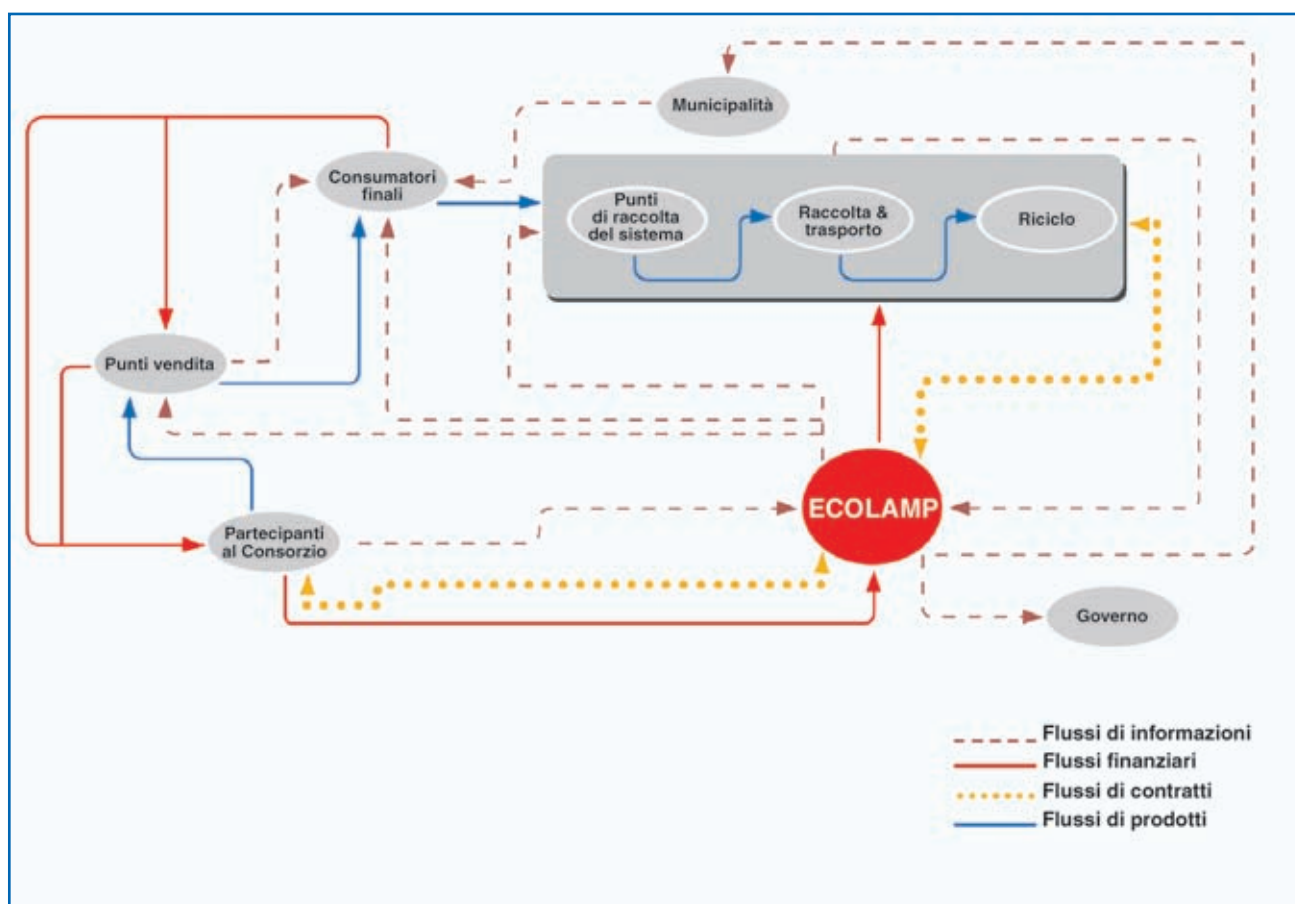 Municipalità
Consumatori
finali
Punti
di raccolta
del sistema
Raccolta &
trasporto
Riciclo
Punti vendita
ECOLAMP
Partecipanti
al Consorzio
Governo
Flussi di informazioni
Flussi finanziari
Flussi di contratti
Flussi di prodotti